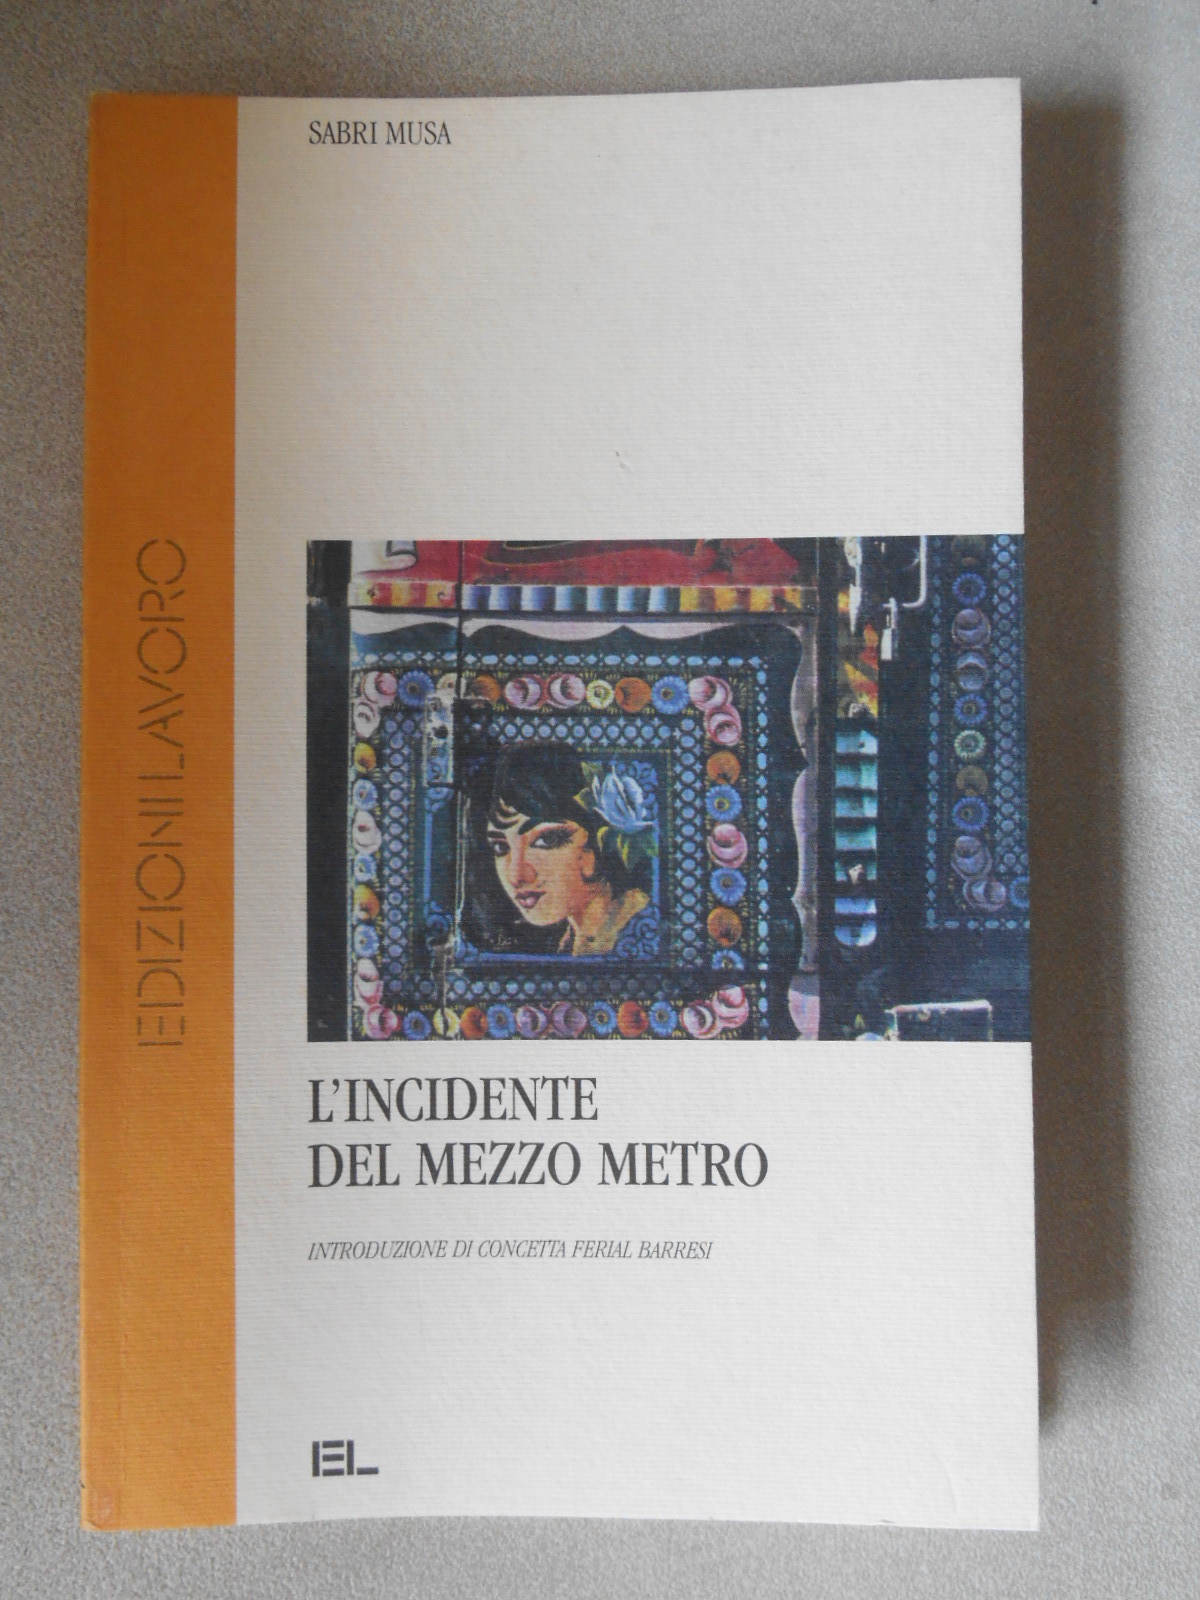 SABRI MUSA
EDIZIONI LAVORO
L'INCIDENTE
DEL MEZZO METRO
INTRODUZIONE DI CONCETTA FERIAL BARRESI
EL